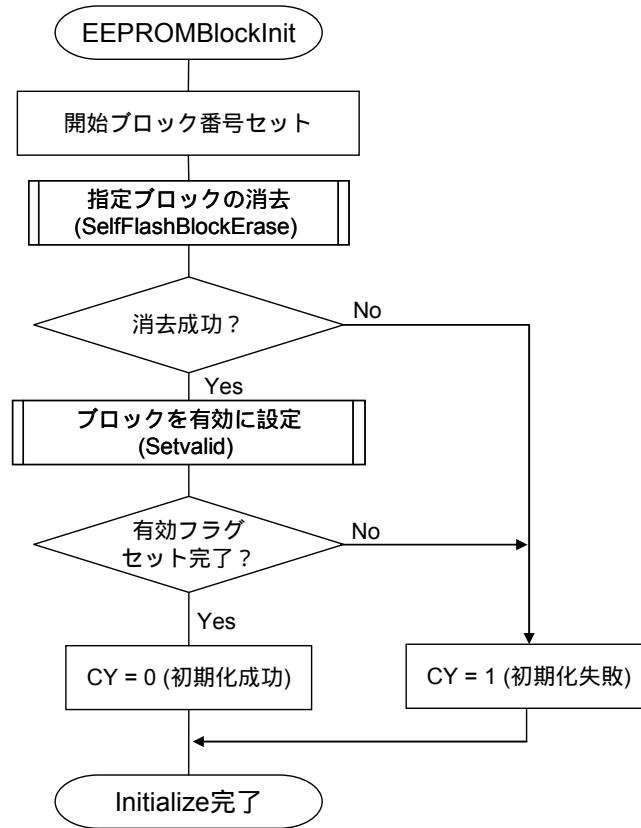 EEPROMBlockInit
開始ブロック番号セット
指定ブロックの消去
(SelfFlashBlockErase)
消去成功？
No
Yes
ブロックを有効に設定
(Setvalid)
有効フラグ
セット完了？
No
Yes
CY = 0 (初期化成功)
CY = 1 (初期化失敗)
Initialize完了